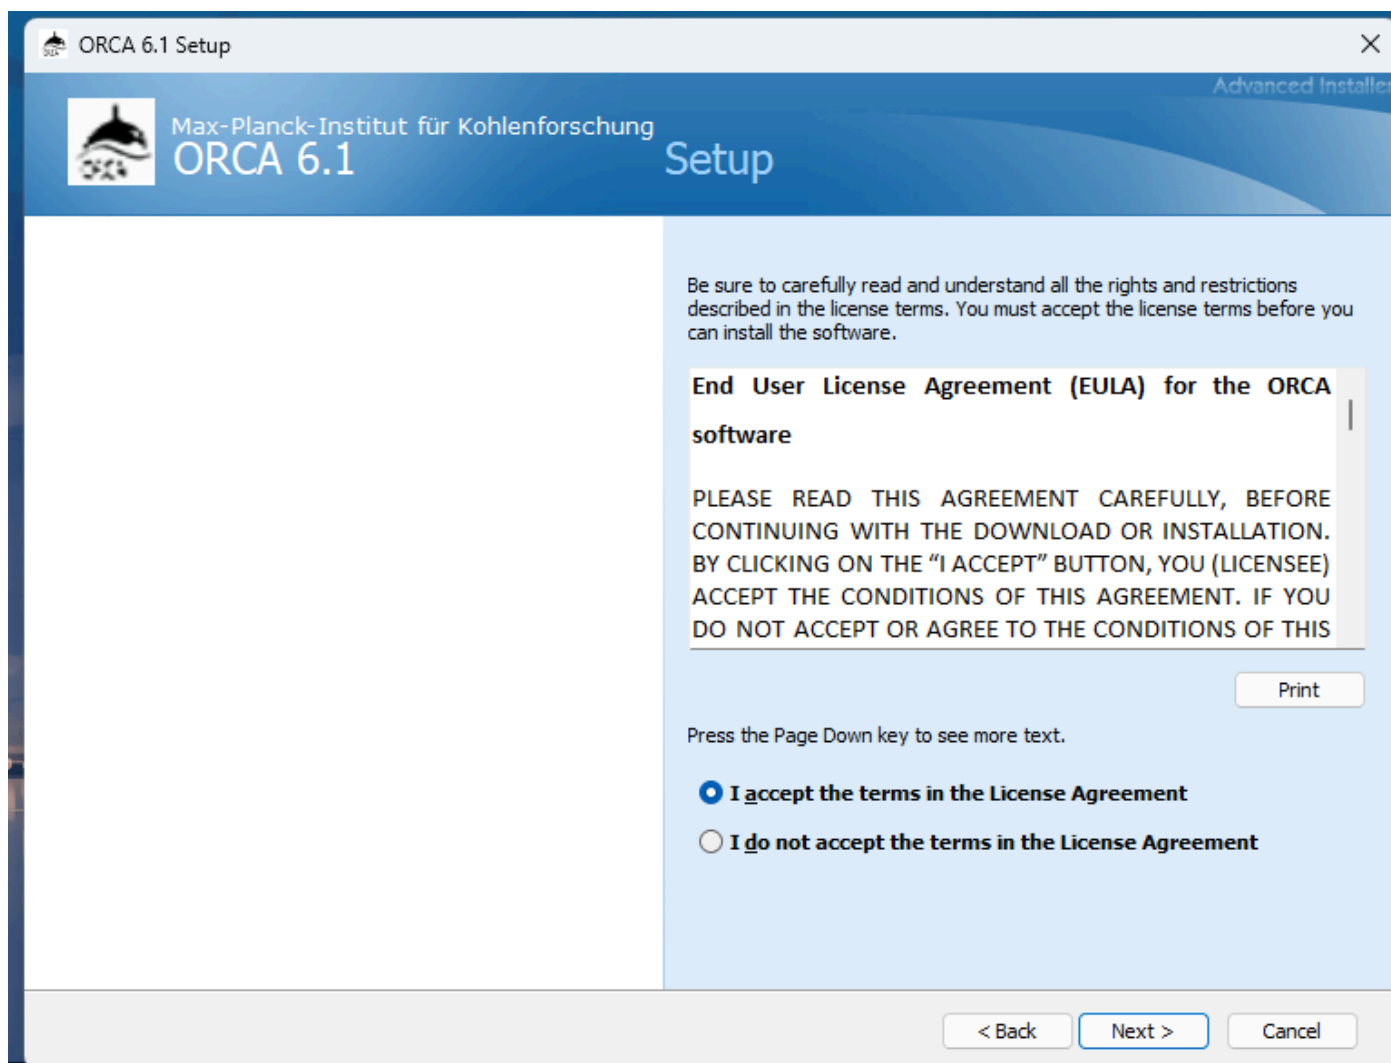 ORCA 6.1 Setup
Advanced Installer
Max-Planck-Institut für Kohlenforschung
ORCA 6.1
Setup
Be sure to carefully read and understand all the rights and restrictions
described in the license terms. You must accept the license terms before you
can install the software.
End User License Agreement (EULA) for the ORCA
software
PLEASE READ THIS AGREEMENT CAREFULLY, BEFORE
CONTINUING WITH THE DOWNLOAD OR INSTALLATION.
BY CLICKING ON THE “I ACCEPT” BUTTON, YOU (LICENSEE)
ACCEPT THE CONDITIONS OF THIS AGREEMENT. IF YOU
DO NOT ACCEPT OR AGREE TO THE CONDITIONS OF THIS
Print
Press the Page Down key to see more text.
I accept the terms in the License Agreement
I do not accept the terms in the License Agreement
< Back
Next >
Cancel